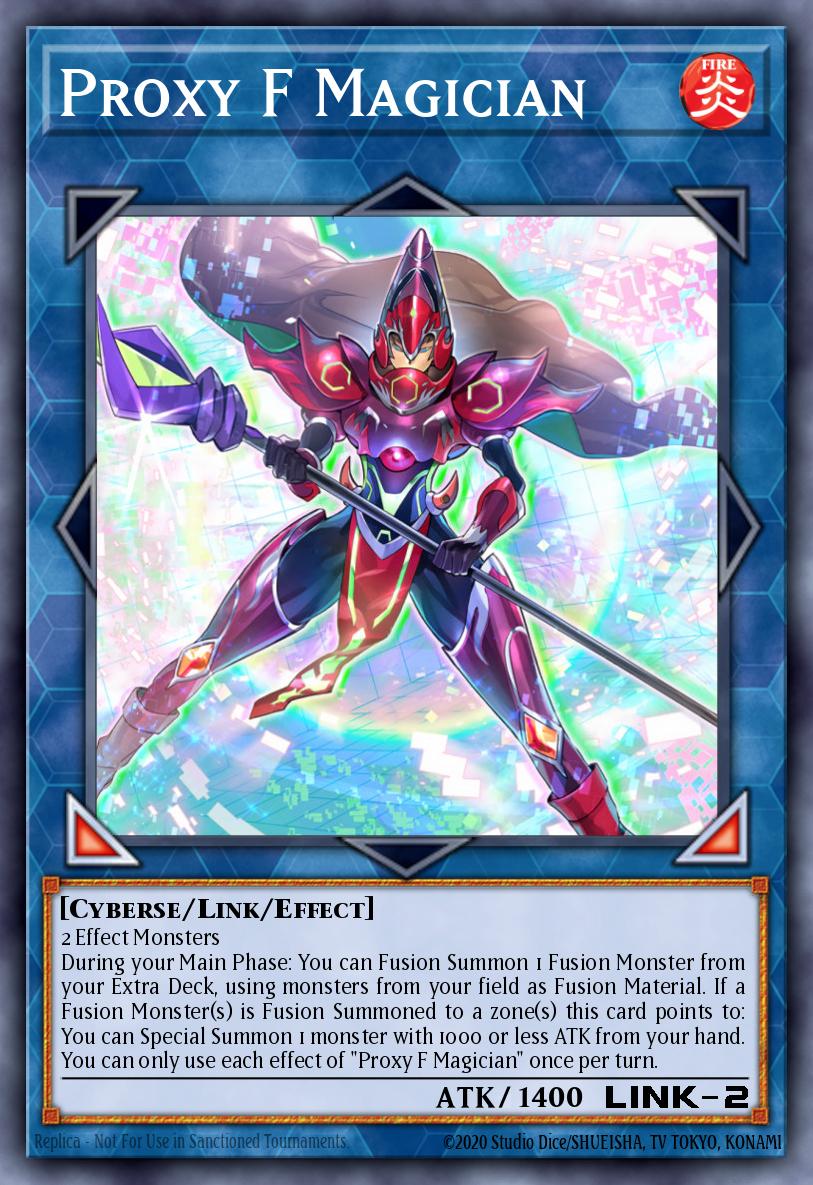 Proxy F Magician
FIRE
炎
[Cyberse/Link/Effect]
2 Effect Monsters
During your Main Phase: You can Fusion Summon 1 Fusion Monster from
your Extra Deck, using monsters from your field as Fusion Material. If a
Fusion Monster(s) is Fusion Summoned to a zone(s) this card points to:
You can Special Summon 1 monster with 1000 or less ATK from your hand.
You can only use each effect of "Proxy F Magician" once per turn.
ATK/1400 LINK-2
Replica - Not For Use in Sanctioned Tournaments. ©2020 Studio Dice/SHUEISHA, TV TOKYO, KONAMI